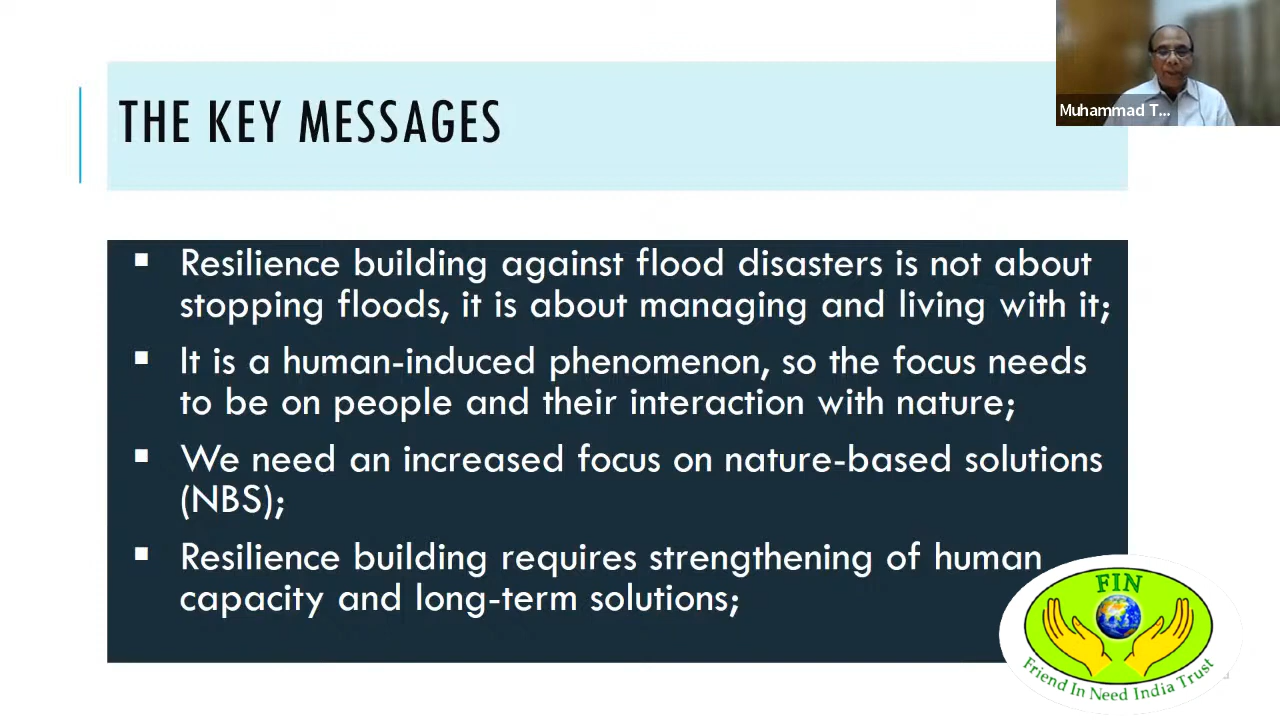 THE KEY MESSAGES
Muhammad T...
▪ Resilience building against flood disasters is not about
stopping floods, it is about managing and living with it;
▪ It is a human-induced phenomenon, so the focus needs
to be on people and their interaction with nature;
▪ We need an increased focus on nature-based solutions
(NBS);
▪ Resilience building requires strengthening of human
capacity and long-term solutions;
FIN
Friend In Need India Trust